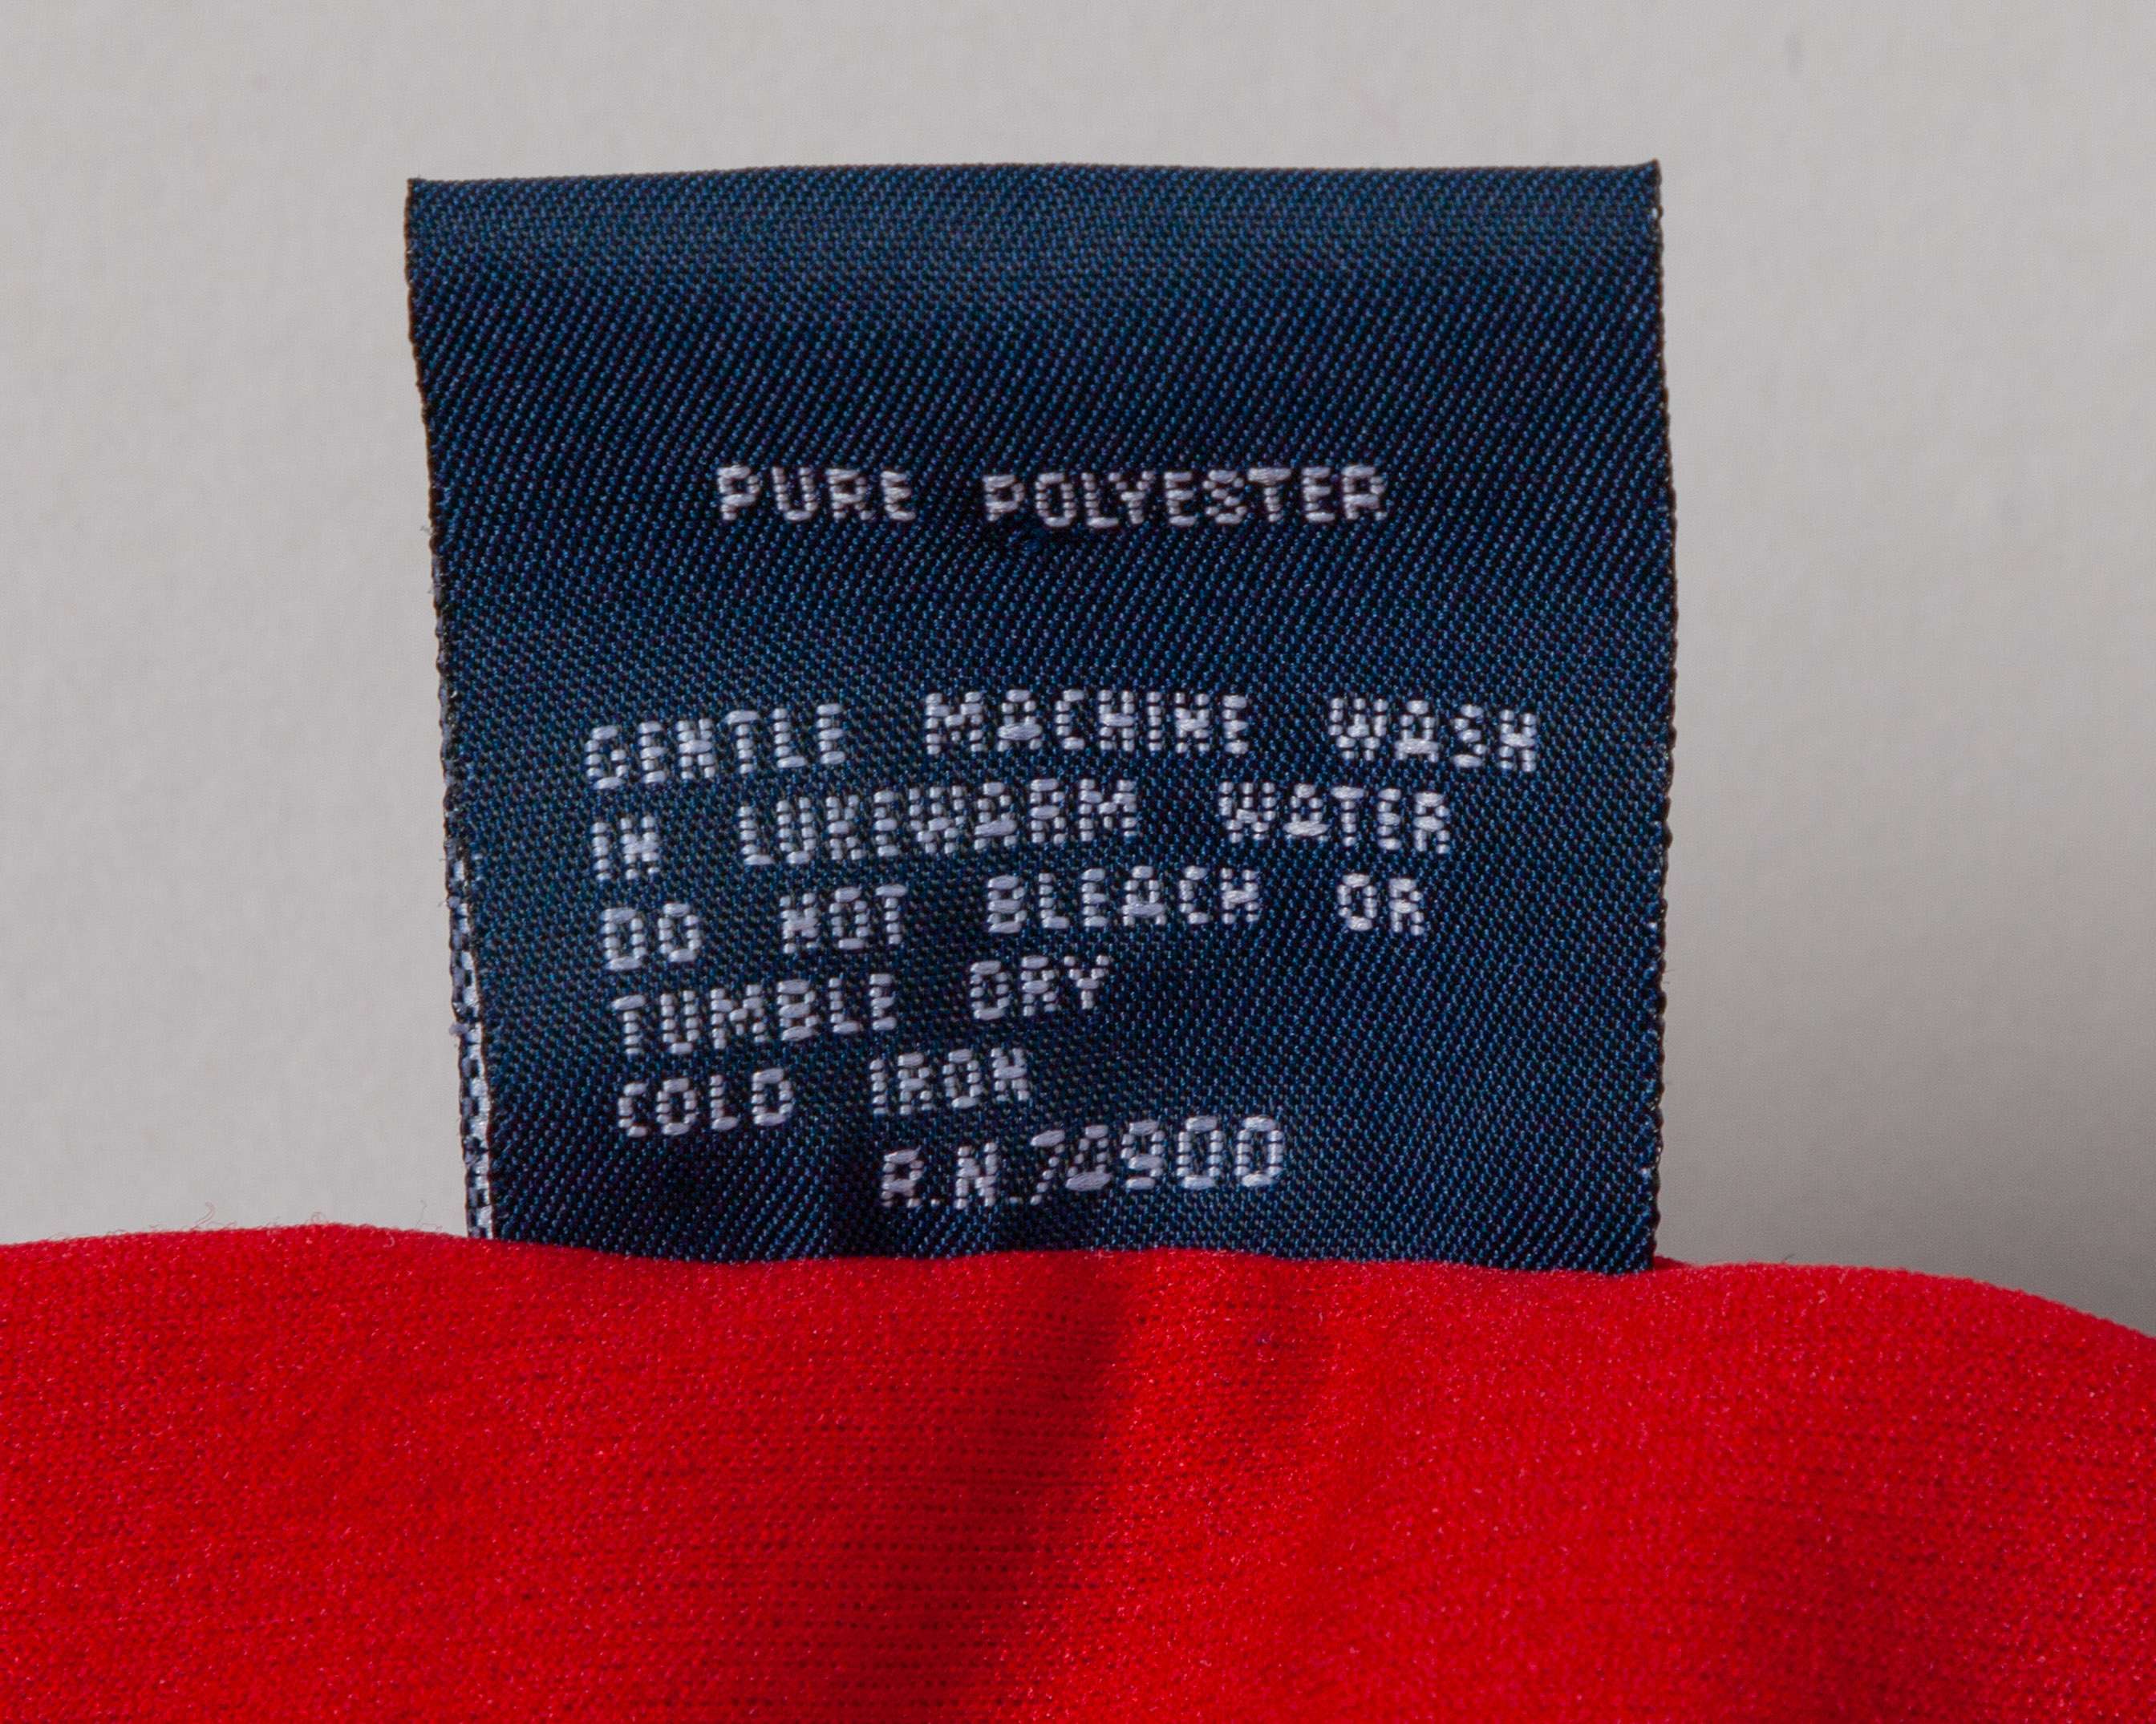 PURE POLYESTER
GENTLE MACHINE WASH
IN LUKEWARM WATER
DO NOT BLEACH OR
TUMBLE DRY
COLD IRON
R.N.74900